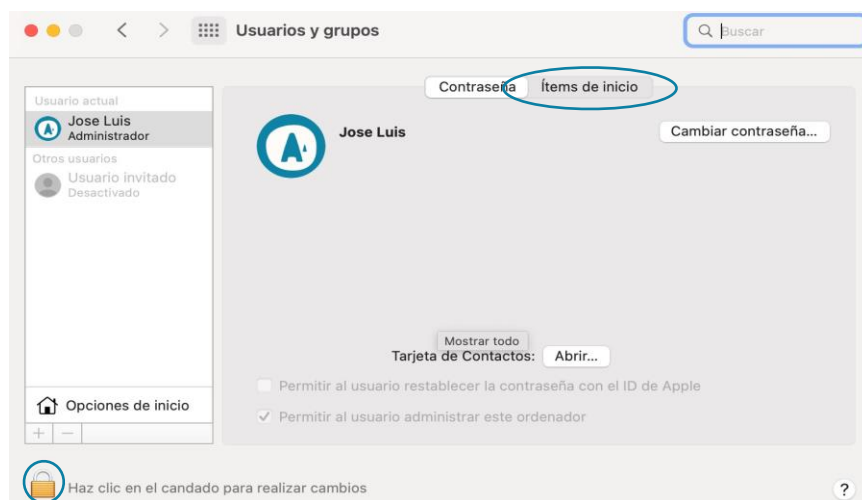 Usuarios y grupos
Buscar
Contraseña
Ítems de inicio
Usuario actual
Jose Luis
Administrador
Otros usuarios
Usuario invitado
Desactivado
Jose Luis
Cambiar contraseña...
Mostrar todo
Tarjeta de Contactos:
Abrir...
Permitir al usuario restablecer la contraseña con el ID de Apple
Permitir al usuario administrar este ordenador
Opciones de inicio
+ −
Haz clic en el candado para realizar cambios
?